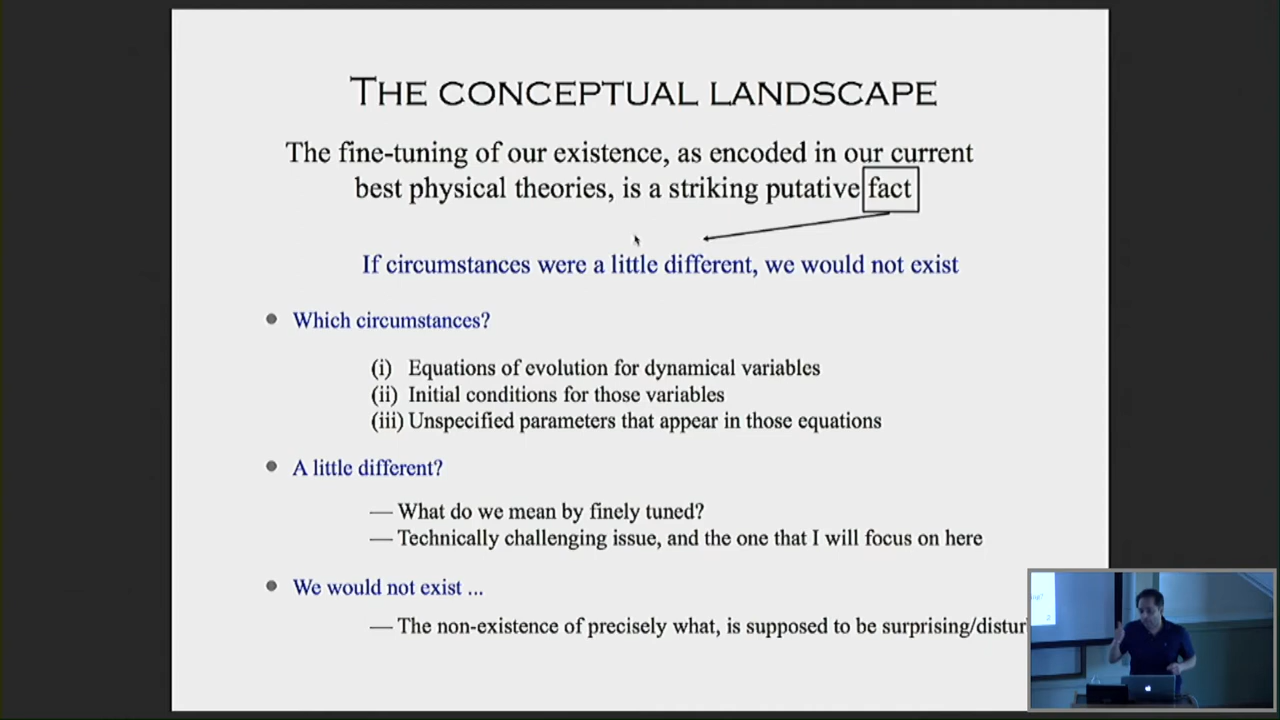 THE CONCEPTUAL LANDSCAPE
The fine-tuning of our existence, as encoded in our current
best physical theories, is a striking putative fact
If circumstances were a little different, we would not exist
• Which circumstances?
(i) Equations of evolution for dynamical variables
(ii) Initial conditions for those variables
(iii) Unspecified parameters that appear in those equations
• A little different?
— What do we mean by finely tuned?
— Technically challenging issue, and the one that I will focus on here
• We would not exist ...
— The non-existence of precisely what, is supposed to be surprising/distur